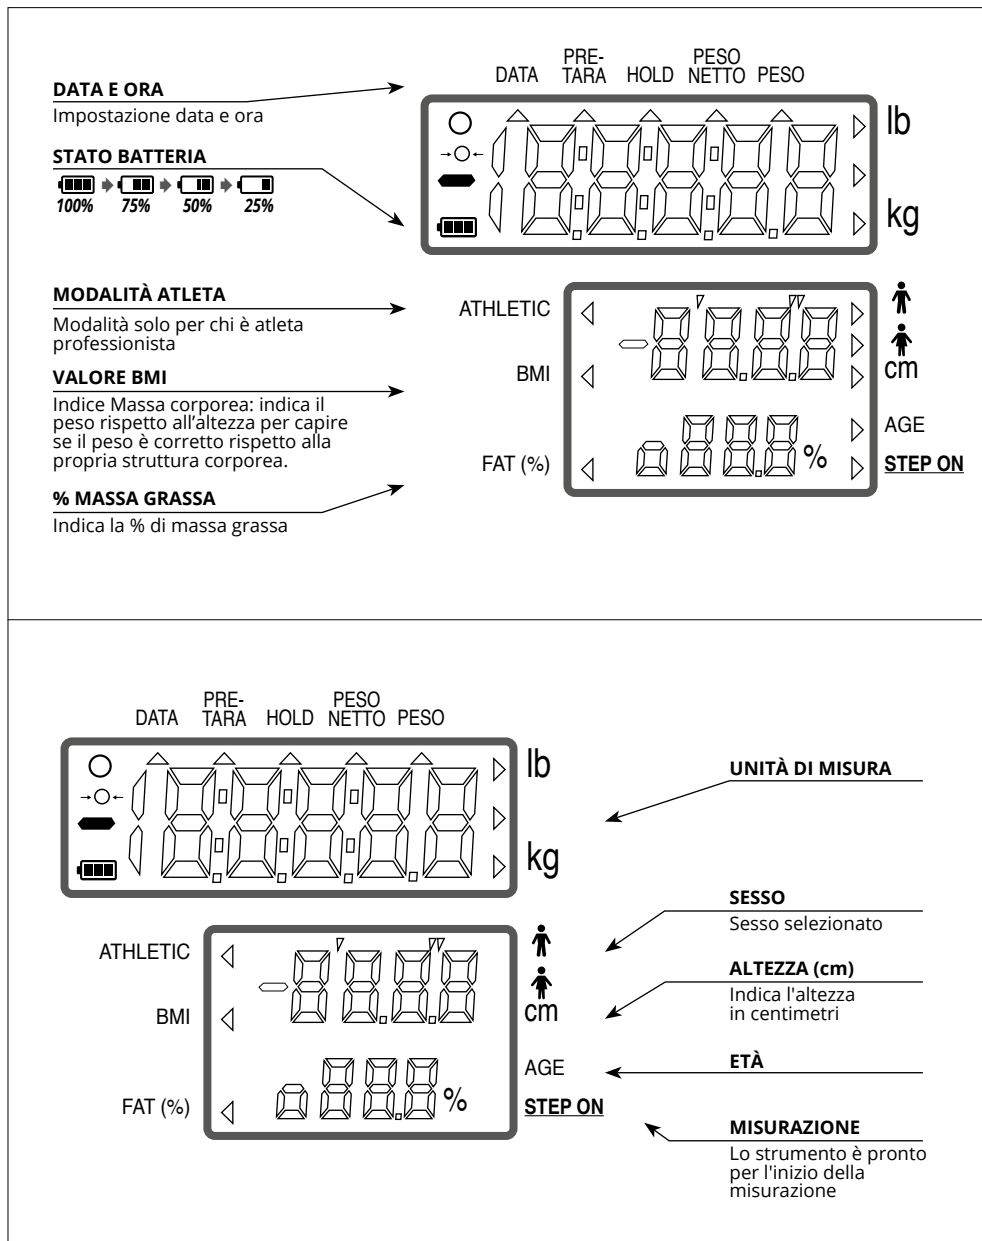 DATA E ORA
Impostazione data e ora
STATO BATTERIA
100% 75% 50% 25%
MODALITÀ ATLETA
Modalità solo per chi è atleta
professionista
VALORE BMI
Indice Massa corporea: indica il
peso rispetto all'altezza per capire
se il peso è corretto rispetto alla
propria struttura corporea.
% MASSA GRASSA
Indica la % di massa grassa
DATA PRE-TARA HOLD PESO NETTO PESO
lb
kg
ATHLETIC
BMI
cm
AGE
FAT (%)
%
STEP ON
DATA PRE-TARA HOLD PESO NETTO PESO
lb
kg
ATHLETIC
BMI
cm
AGE
FAT (%)
%
STEP ON
UNITÀ DI MISURA
SESSO
Sesso selezionato
ALTEZZA (cm)
Indica l'altezza
in centimetri
ETÀ
MISURAZIONE
Lo strumento è pronto
per l'inizio della
misurazione